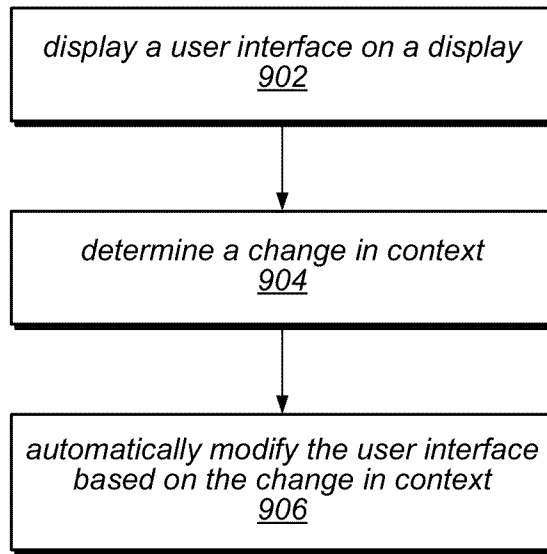 display a user interface on a display
902
determine a change in context
904
automatically modify the user interface
based on the change in context
906